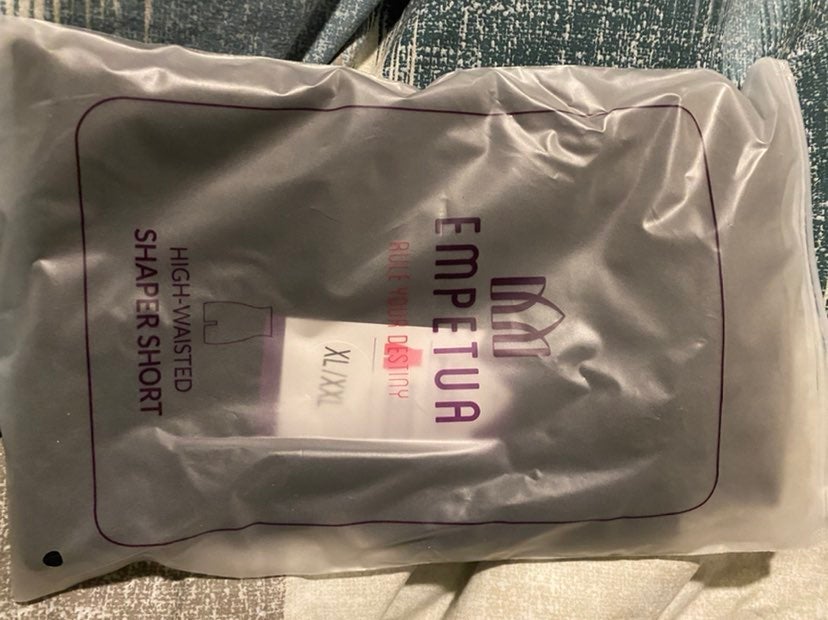 EMPETUA
RULE YOUR DESTINY
XL/XXL
HIGH-WAISTED
SHAPER SHORT